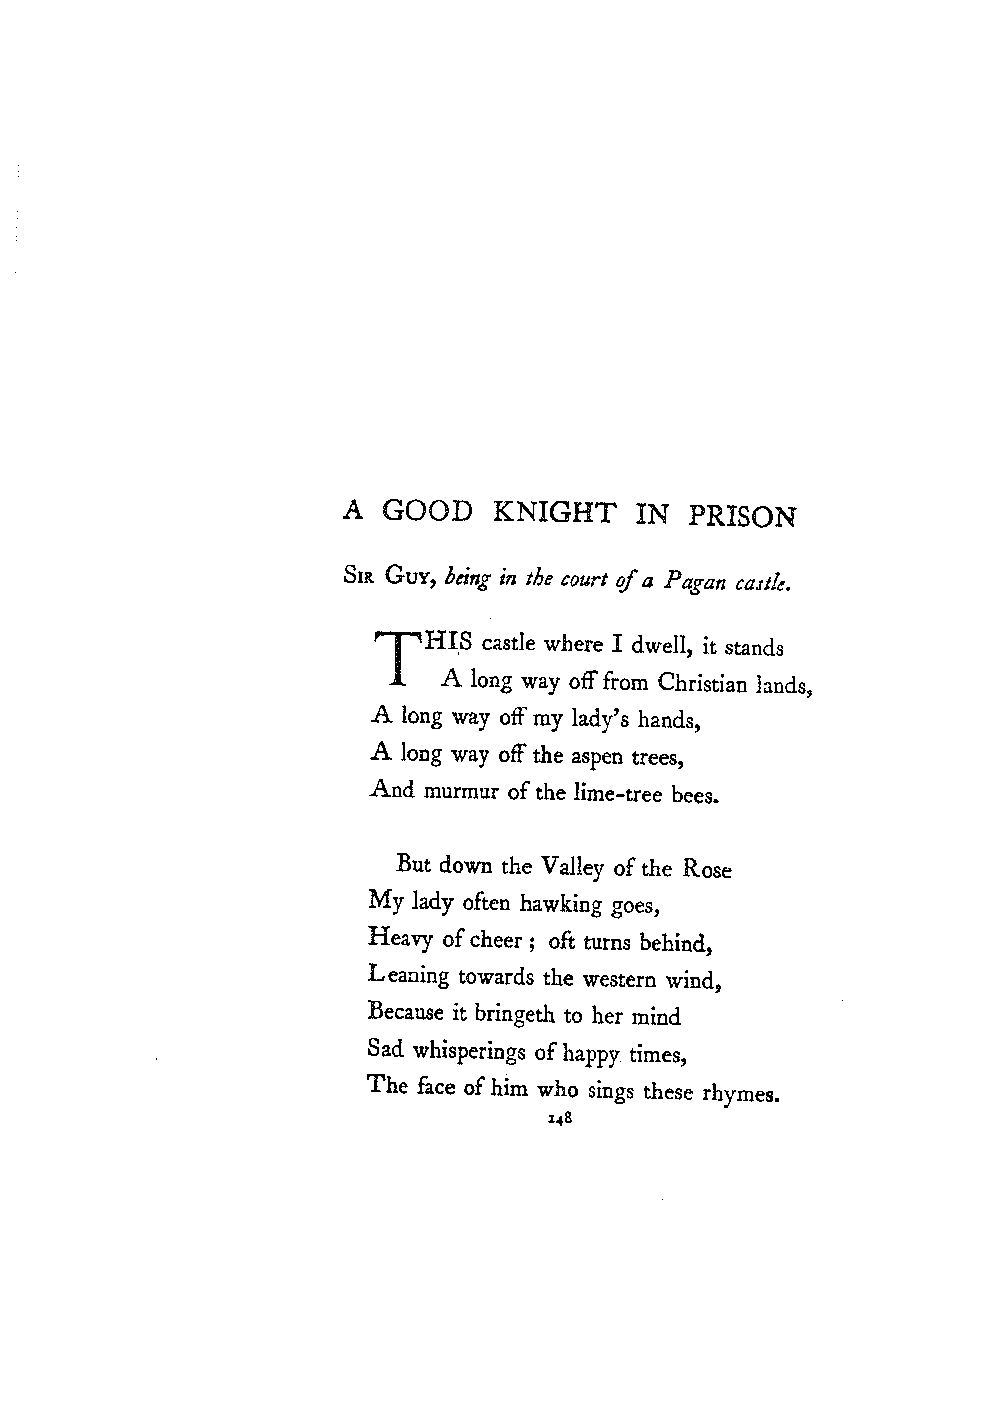 A GOOD KNIGHT IN PRISON
SIR GUY, being in the court of a Pagan castle.
THIS castle where I dwell, it stands
A long way off from Christian lands,
A long way off my lady's hands,
A long way off the aspen trees,
And murmur of the lime-tree bees.
But down the Valley of the Rose
My lady often hawking goes,
Heavy of cheer ; oft turns behind,
Leaning towards the western wind,
Because it bringeth to her mind
Sad whisperings of happy times,
The face of him who sings these rhymes.
148